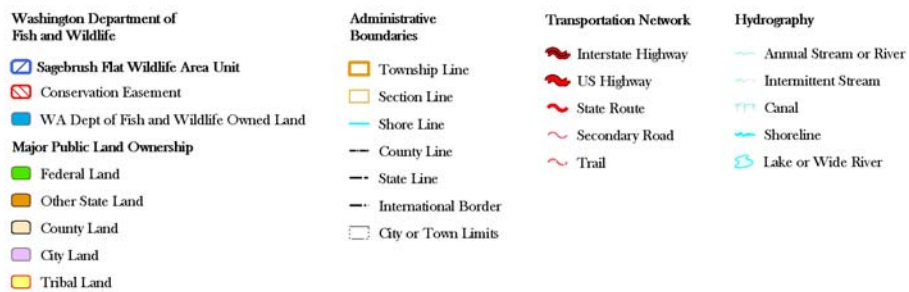 Washington Department of
Fish and Wildlife
Sagebrush Flat Wildlife Area Unit
Conservation Easement
WA Dept of Fish and Wildlife Owned Land
Major Public Land Ownership
Federal Land
Other State Land
County Land
City Land
Tribal Land
Administrative
Boundaries
Township Line
Section Line
Shore Line
County Line
State Line
International Border
City or Town Limits
Transportation Network
Interstate Highway
US Highway
State Route
Secondary Road
Trail
Hydrography
Annual Stream or River
Intermittent Stream
Canal
Shoreline
Lake or Wide River